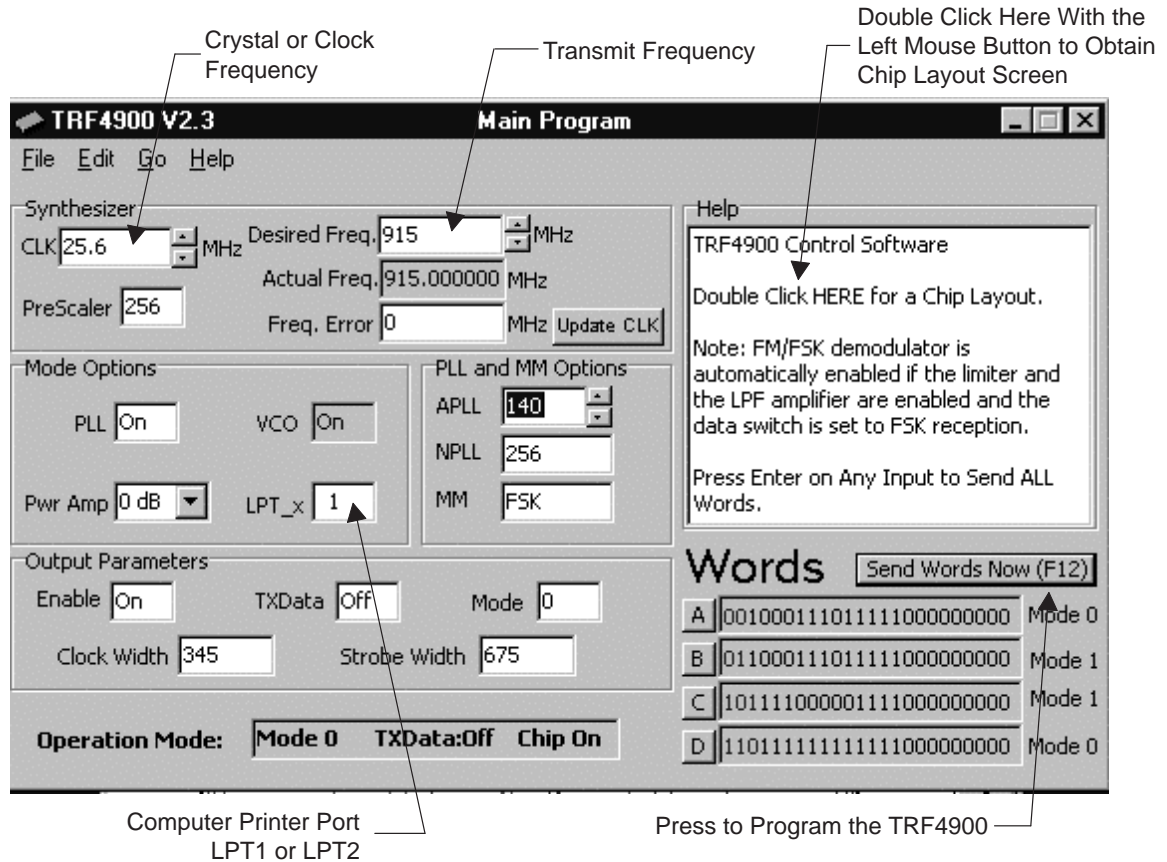 Crystal or Clock
Frequency
Transmit Frequency
Double Click Here With the
Left Mouse Button to Obtain
Chip Layout Screen
TRF4900 V2.3 Main Program
File Edit Go Help
Synthesizer
CLK 25.6 MHz
Desired Freq. 915 MHz
Actual Freq. 915.000000 MHz
PreScaler 256
Freq. Error 0 MHz Update CLK
Help
TRF4900 Control Software
Double Click HERE for a Chip Layout.
Note: FM/FSK demodulator is
automatically enabled if the limiter and
the LPF amplifier are enabled and the
data switch is set to FSK reception.
Press Enter on Any Input to Send ALL
Words.
Mode Options
PLL On VCO On
Pwr Amp 0 dB LPT_x 1
PLL and MM Options
APLL 140
NPLL 256
MM FSK
Output Parameters
Enable On TXData Off Mode 0
Clock Width 345 Strobe Width 675
Operation Mode: Mode 0 TXData:Off Chip On
Words Send Words Now (F12)
A 001000111011111000000000 Mode 0
B 011000111011111000000000 Mode 1
C 101111000001111000000000 Mode 1
D 110111111111111000000000 Mode 0
Computer Printer Port
LPT1 or LPT2
Press to Program the TRF4900